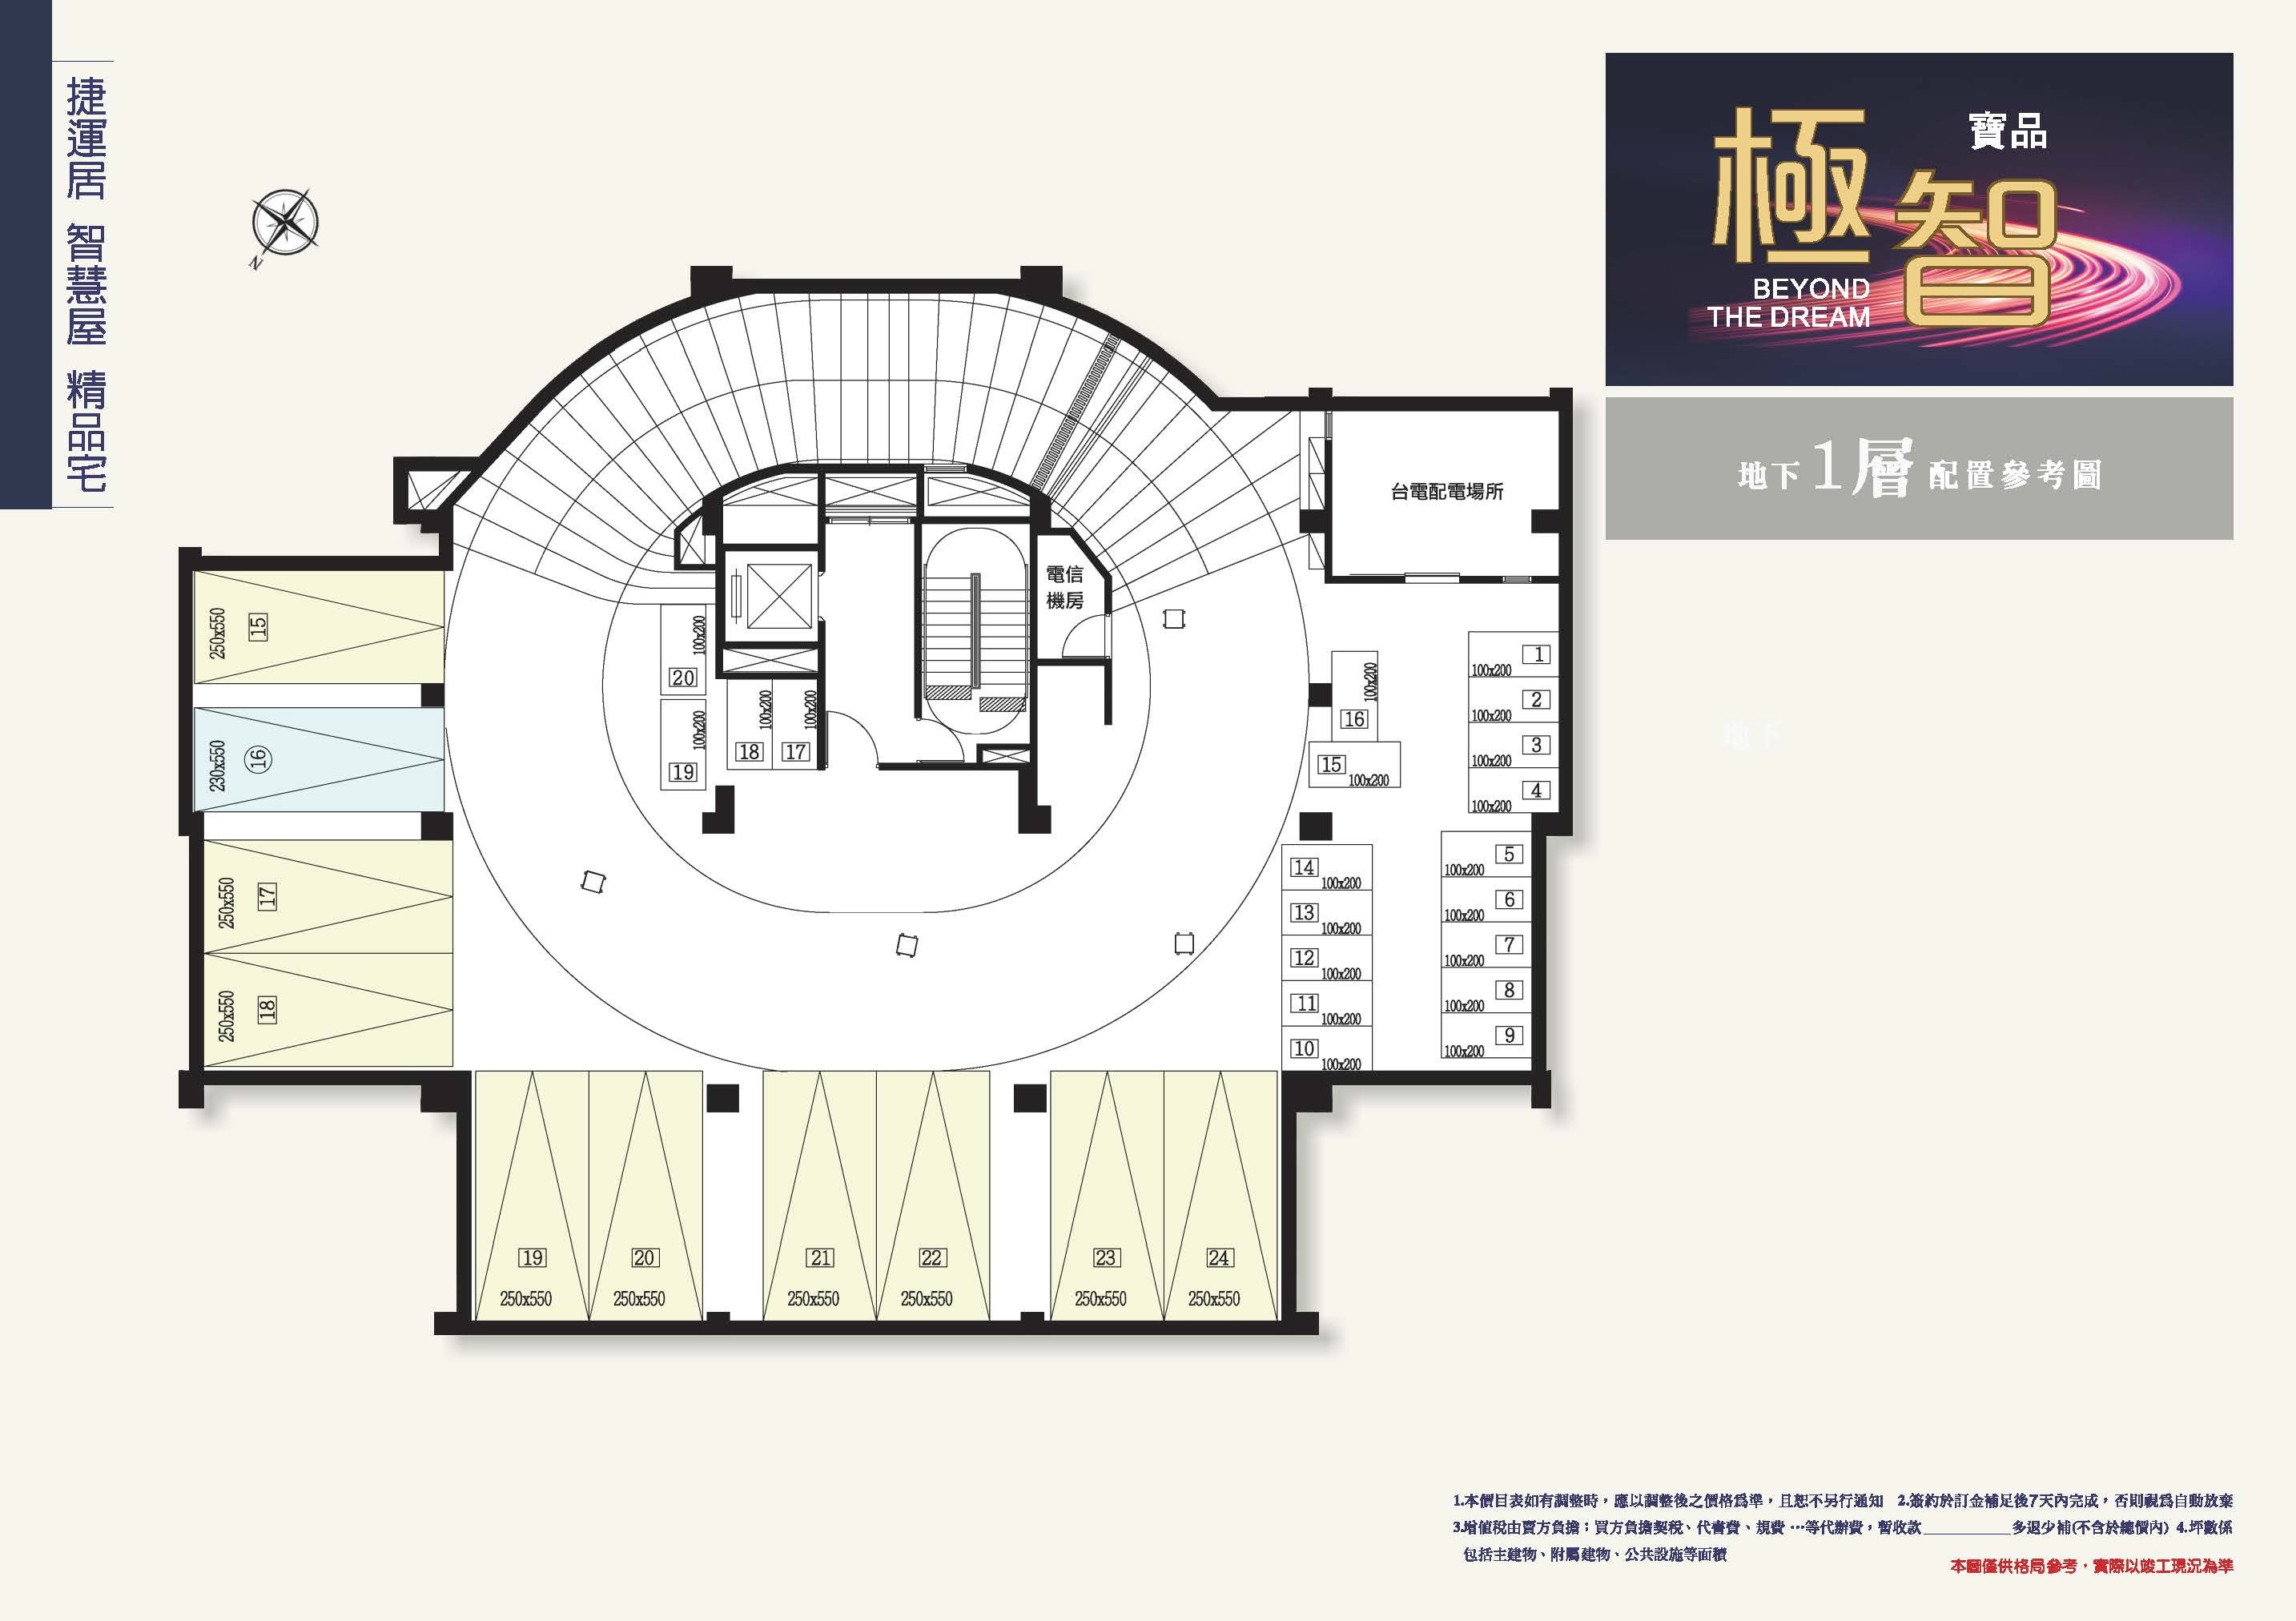 捷運居 智慧屋 精品宅
極智
寶品
BEYOND
THE DREAM
地下1層配置參考圖
地下
N
台電配電場所
電信
機房
250x550
15
230x550
16
250x550
17
250x550
18
100x200
20
100x200
19
100x200
18
100x200
17
100x200
16
15
100x200
1
100x200
2
100x200
3
100x200
4
100x200
5
100x200
6
100x200
7
100x200
8
100x200
9
100x200
14
100x200
13
100x200
12
100x200
11
100x200
10
100x200
19
250x550
20
250x550
21
250x550
22
250x550
23
250x550
24
250x550
1.本價目表如有調整時，應以調整後之價格為準，且恕不另行通知 2.簽約於訂金補足後7天內完成，否則視為自動放棄
3.增值稅由賣方負擔；買方負擔契稅、代書費、規費…等代辦費，暫收款＿＿＿＿＿多退少補(不含於總價內) 4.坪數係
包括主建物、附屬建物、公共設施等面積
本圖僅供格局參考，實際以竣工現況為準